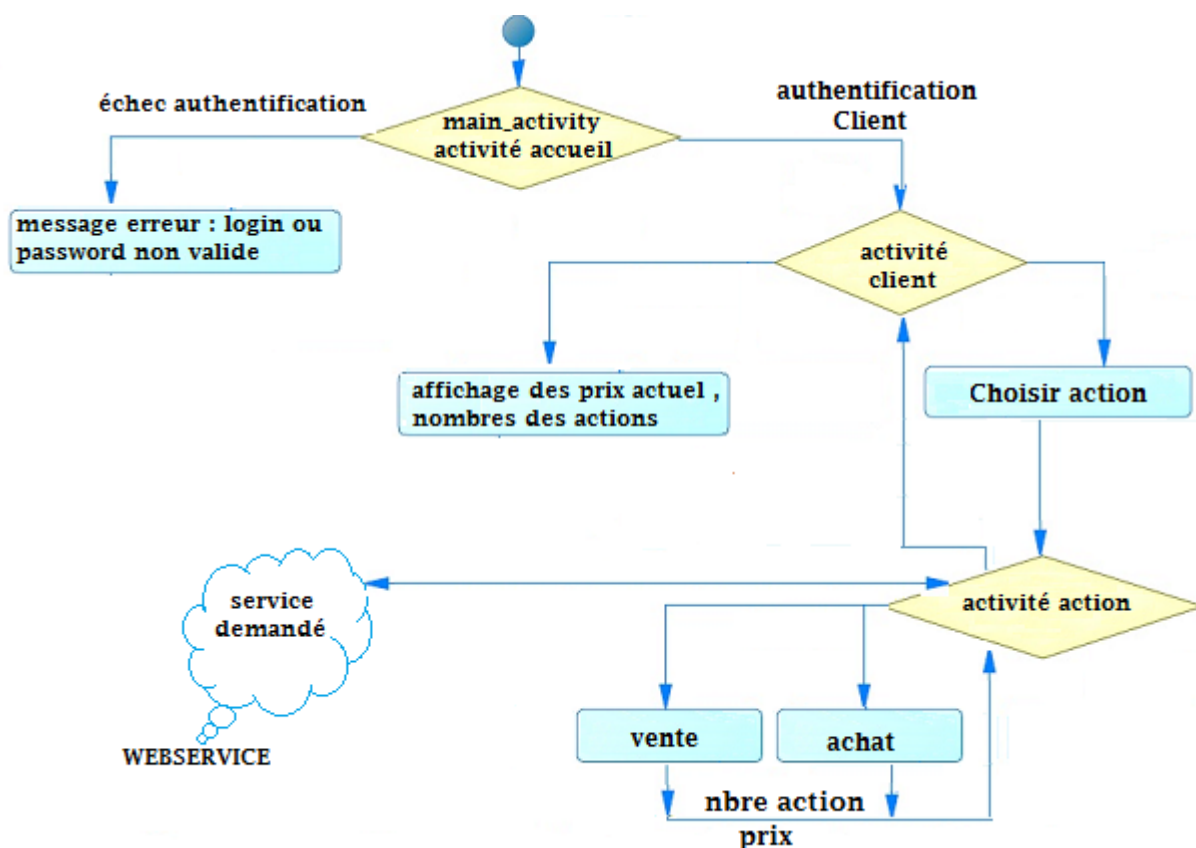 échec authentification
authentification
Client
main_activity
activité accueil
message erreur : login ou
password non valide
activité
client
affichage des prix actuel ,
nombres des actions
Choisir action
service
demandé
activité action
WEBSERVICE
vente
achat
nbre action
prix